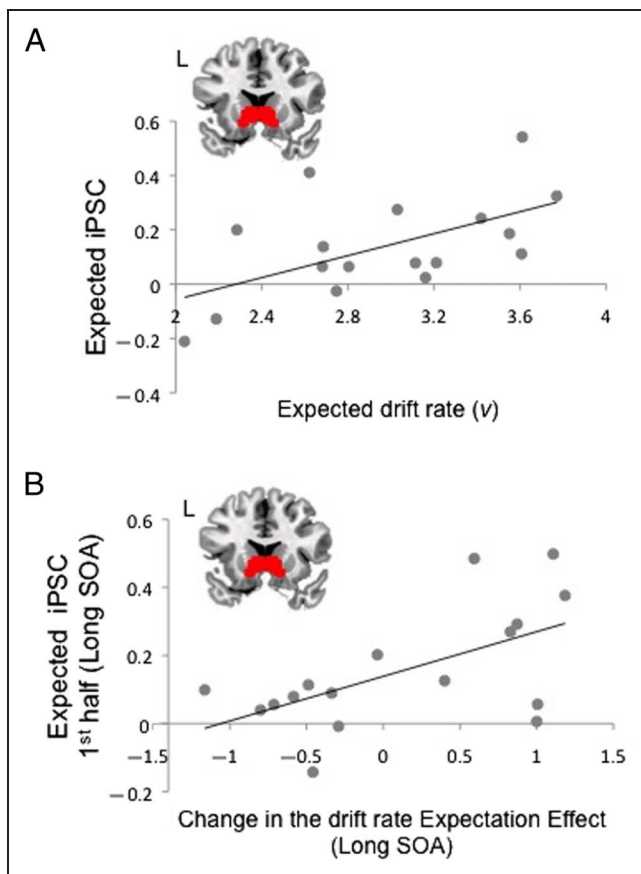 A
L
0.6
0.4
0.2
0
−0.2
−0.4
Expected iPSC
2 2.4 2.8 3.2 3.6 4
Expected drift rate (v)
B
L
0.6
0.4
0.2
0
−0.2
Expected iPSC
1st half (Long SOA)
−1.5 −1 −0.5 0 0.5 1 1.5
Change in the drift rate Expectation Effect
(Long SOA)